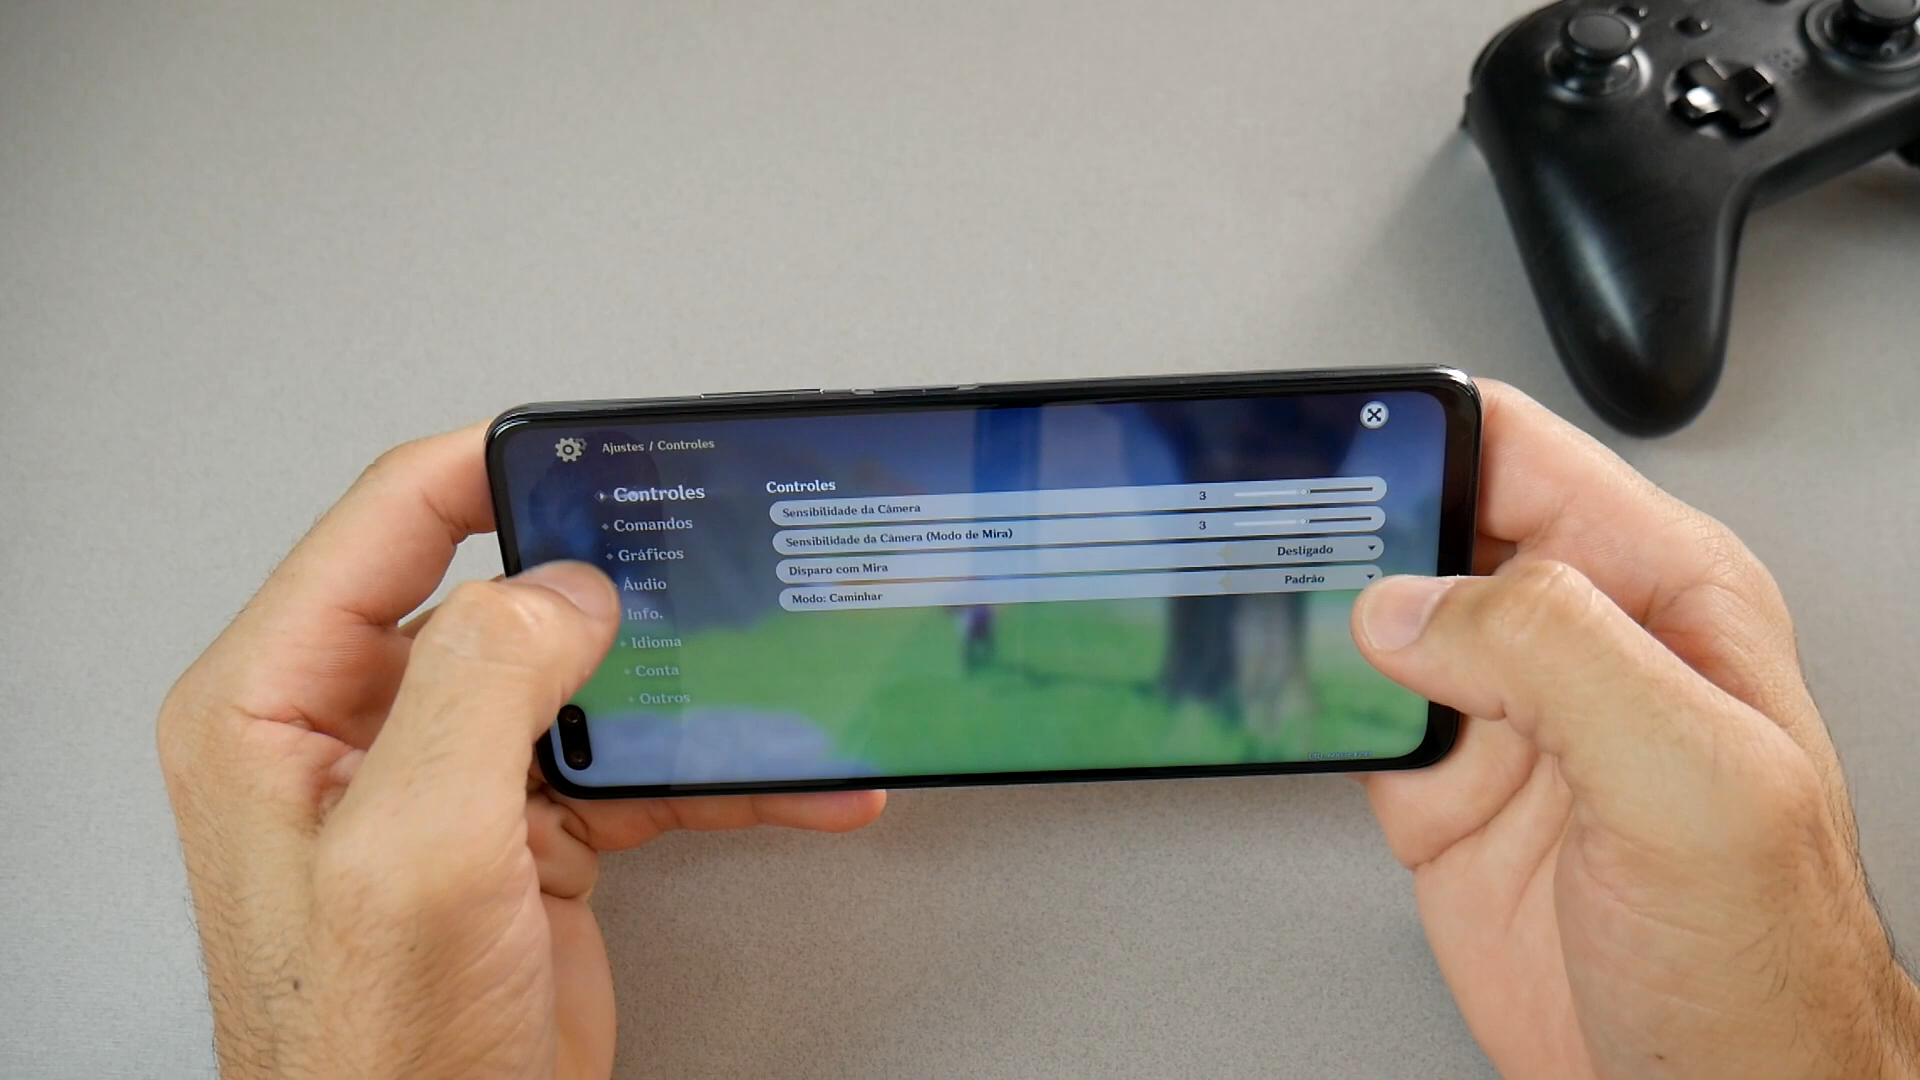 Ajustes / Controles
Controles
Comandos
Gráficos
Áudio
Info.
Idioma
Conta
Outros
Controles
Sensibilidade da Câmera 3
Sensibilidade da Câmera (Modo de Mira) 3
Disparo com Mira Desligado
Modo: Caminhar Padrão